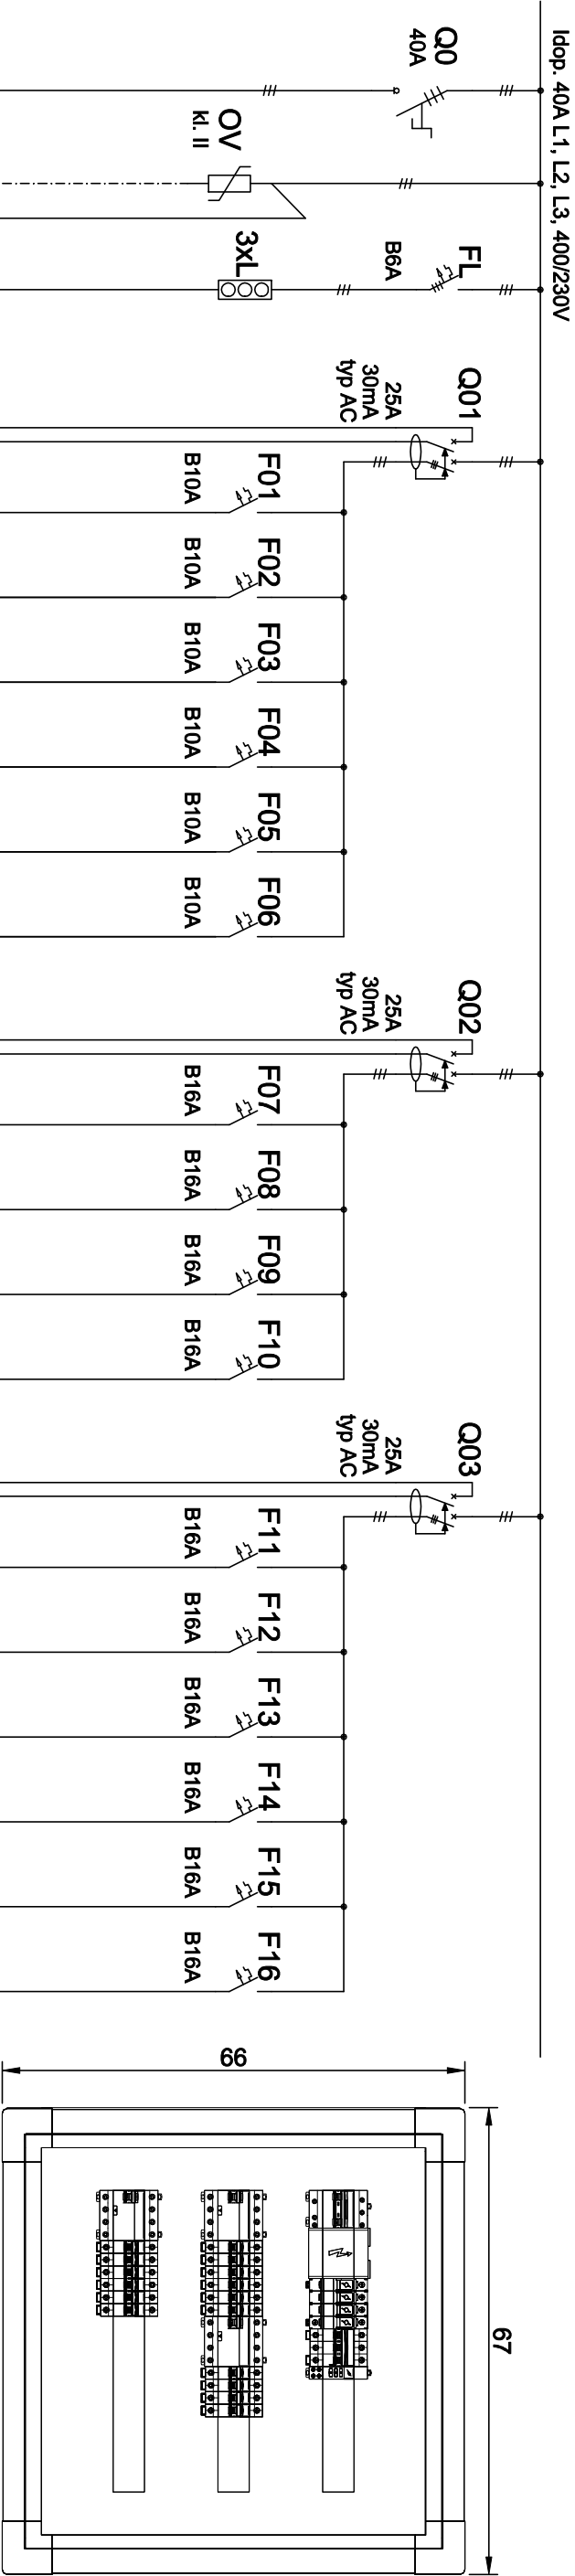 Idop. 40A L1, L2, L3, 400/230V
Q0
40A
OV
kl. II
FL
B6A
3xL
Q01
25A
30mA
typ AC
F01
B10A
F02
B10A
F03
B10A
F04
B10A
F05
B10A
F06
B10A
Q02
25A
30mA
typ AC
F07
B16A
F08
B16A
F09
B16A
F10
B16A
Q03
25A
30mA
typ AC
F11
B16A
F12
B16A
F13
B16A
F14
B16A
F15
B16A
F16
B16A
66
67